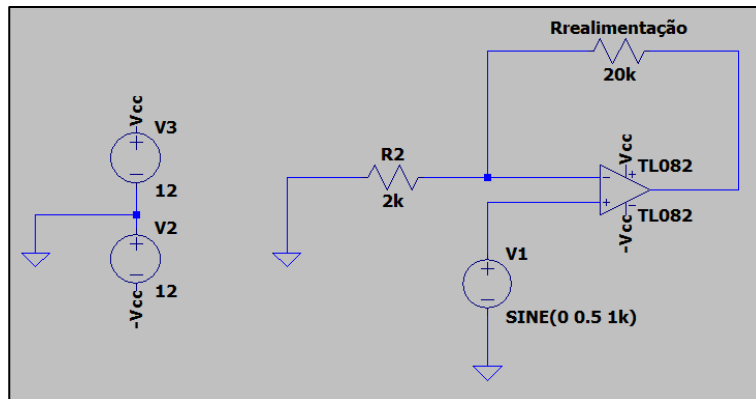 Rrealimentação
20k
Vcc
V3
12
V2
12
-Vcc
R2
2k
Vcc
TL082
TL082
-Vcc
V1
SINE(0 0.5 1k)